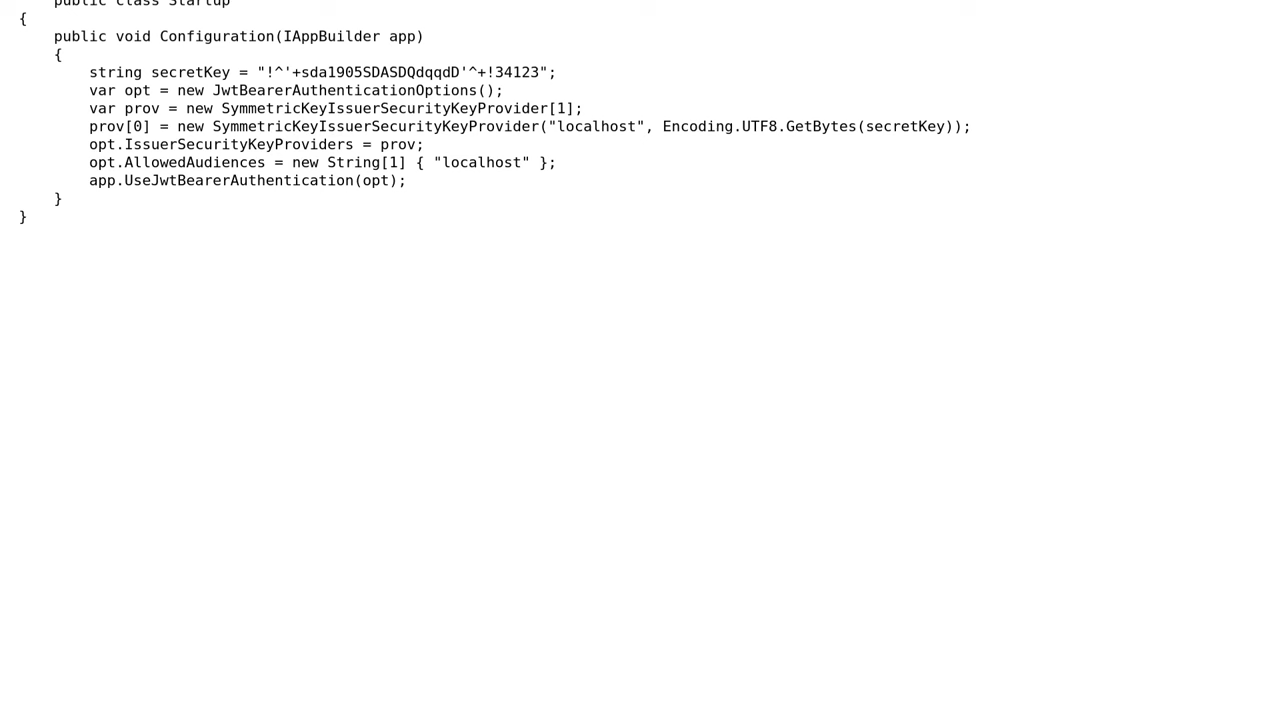 public class Startup
{
    public void Configuration(IAppBuilder app)
    {
        string secretKey = "!^'+sda1905SDASDQdqqdD'^+!34123";
        var opt = new JwtBearerAuthenticationOptions();
        var prov = new SymmetricKeyIssuerSecurityKeyProvider[1];
        prov[0] = new SymmetricKeyIssuerSecurityKeyProvider("localhost", Encoding.UTF8.GetBytes(secretKey));
        opt.IssuerSecurityKeyProviders = prov;
        opt.AllowedAudiences = new String[1] { "localhost" };
        app.UseJwtBearerAuthentication(opt);
    }
}